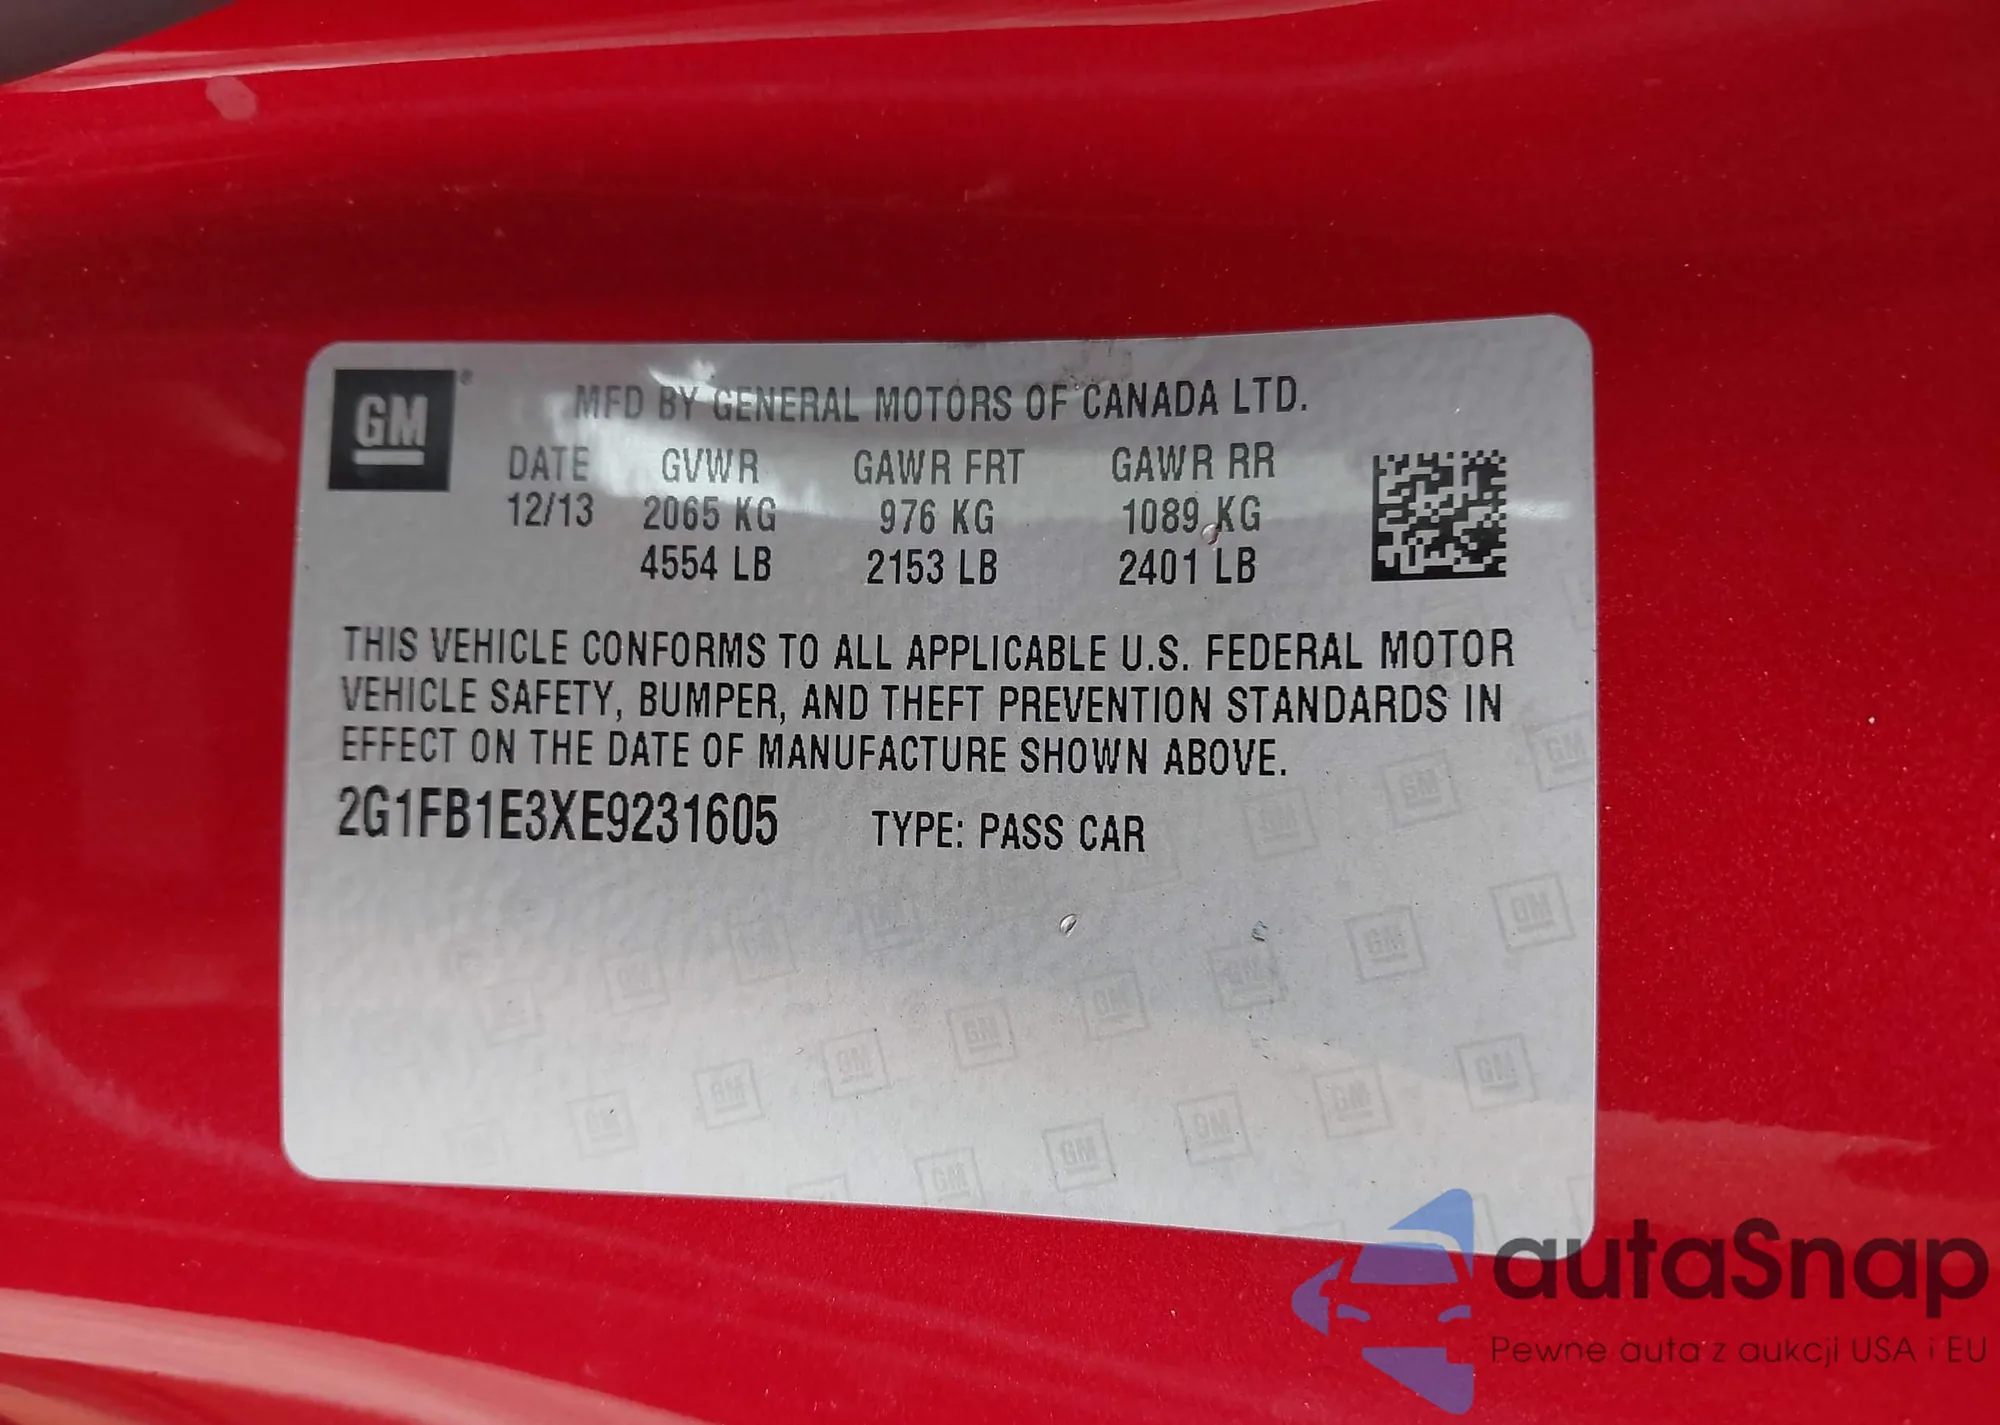 GM
MFD BY GENERAL MOTORS OF CANADA LTD.
DATE GVWR GAWR FRT GAWR RR
12/13 2065 KG 976 KG 1089 KG
4554 LB 2153 LB 2401 LB
THIS VEHICLE CONFORMS TO ALL APPLICABLE U.S. FEDERAL MOTOR
VEHICLE SAFETY, BUMPER, AND THEFT PREVENTION STANDARDS IN
EFFECT ON THE DATE OF MANUFACTURE SHOWN ABOVE.
2G1FB1E3XE9231605 TYPE: PASS CAR
autaSnap
Pewne auta z aukcji USA i EU